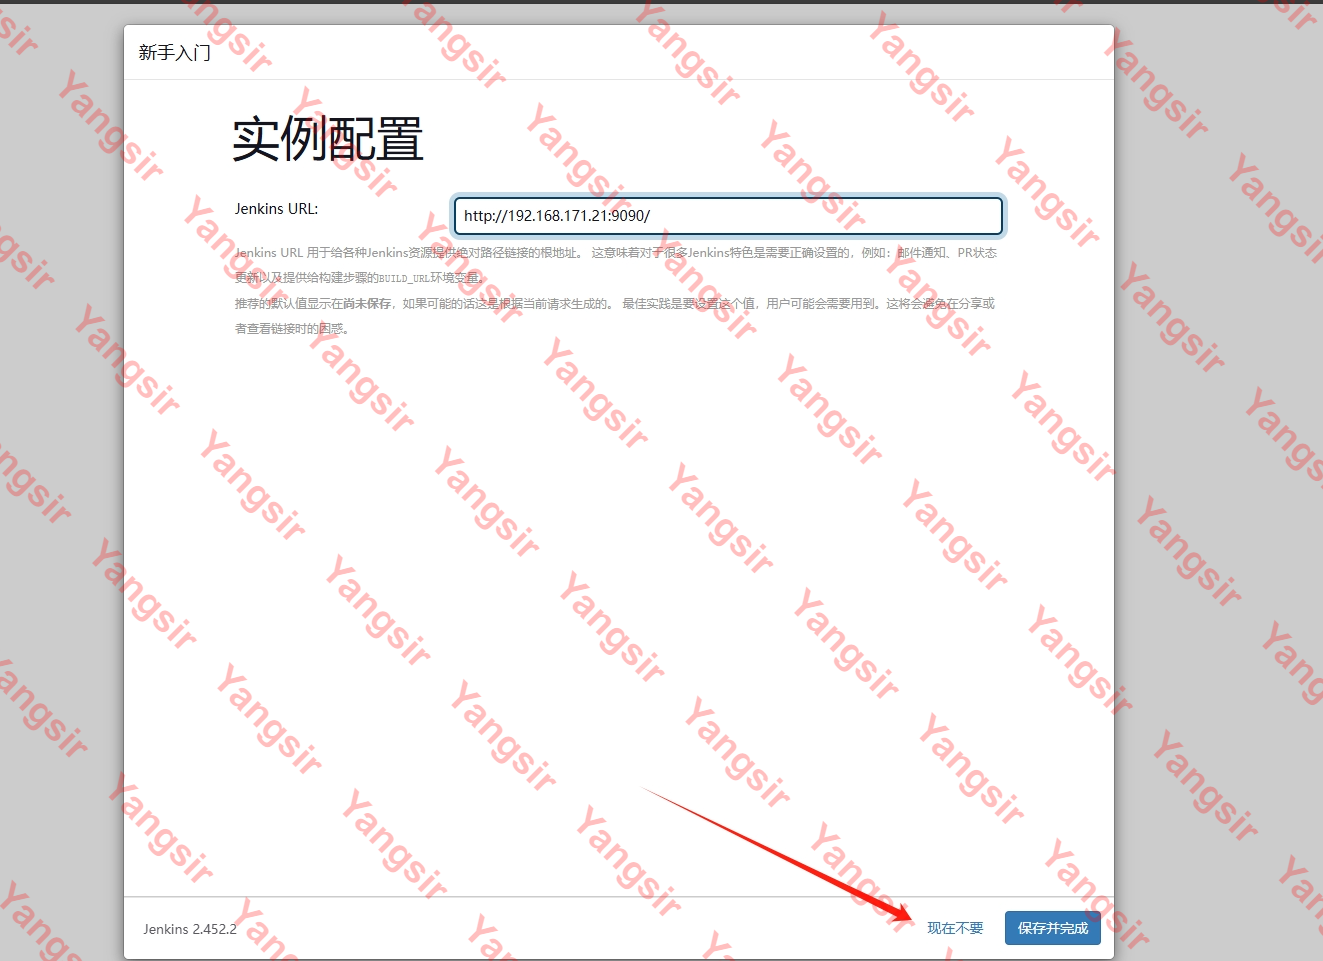 新手入门
实例配置
Jenkins URL:
http://192.168.171.21:9090/
Jenkins URL 用于给各种Jenkins资源提供绝对路径链接的根地址。 这意味着对于很多Jenkins特色是需要正确设置的，例如：邮件通知、PR状态
更新以及提供给构建步骤的BUILD_URL环境变量。
推荐的默认值显示在尚未保存，如果可能的话这是根据当前请求生成的。 最佳实践是要设置这个值，用户可能会需要用到。这将会避免在分享或
者查看链接时的困惑。
Jenkins 2.452.2
现在不要
保存并完成
Yangsir